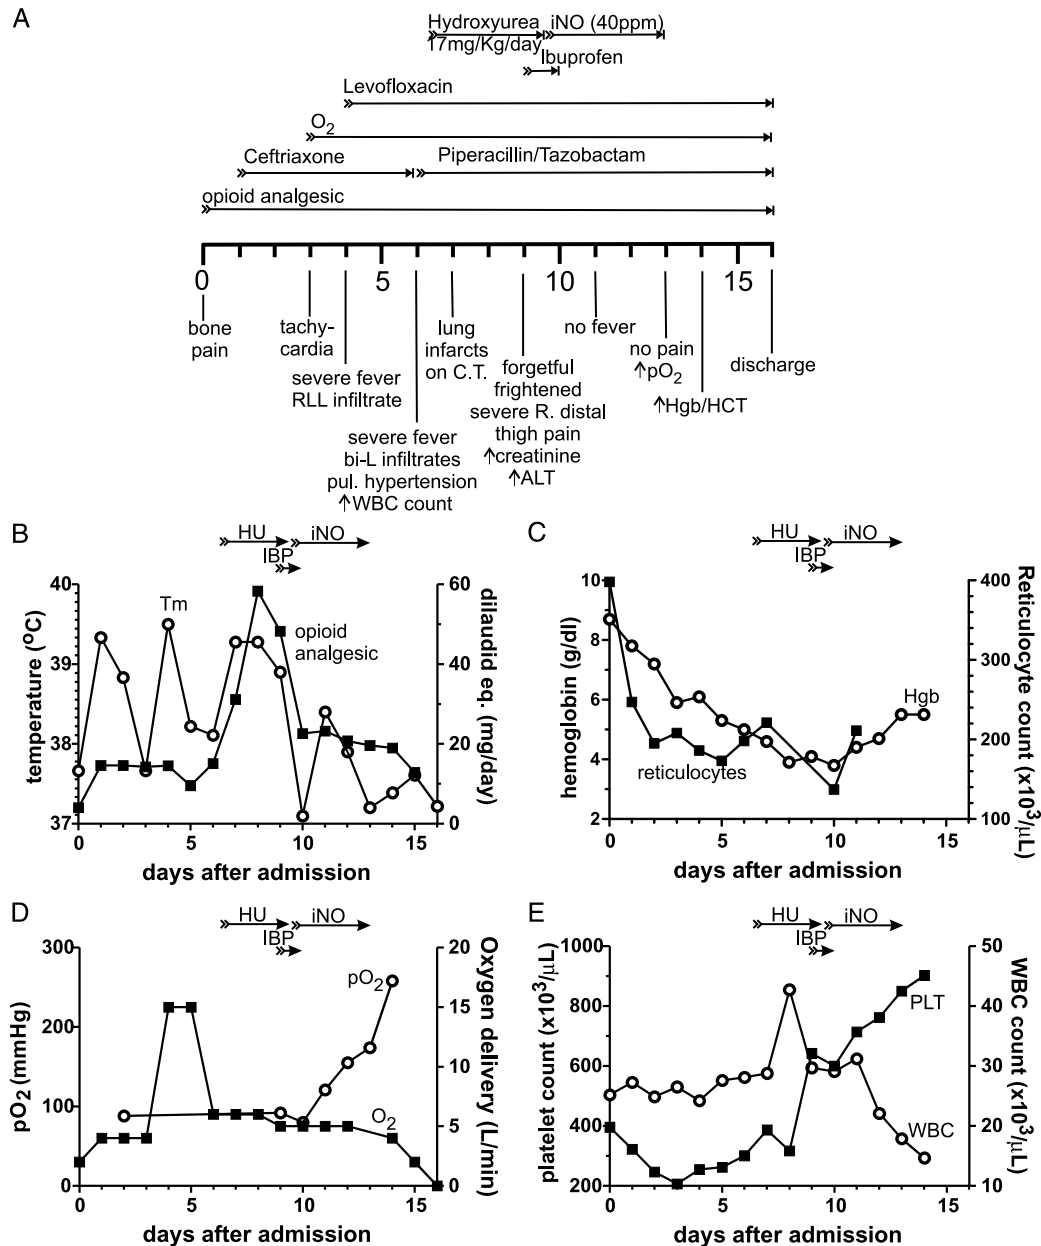 A
Hydroxyurea iNO (40ppm)
17mg/Kg/day
Ibuprofen
Levofloxacin
O2
Ceftriaxone Piperacillin/Tazobactam
opioid analgesic
0 5 10 15
bone
pain
tachy-
cardia
severe fever
RLL infiltrate
severe fever
bi-L infiltrates
pul. hypertension
↑WBC count
lung
infarcts
on C.T.
forgetful
frightened
severe R. distal
thigh pain
↑creatinine
↑ALT
no fever
no pain
↑pO2
↑Hgb/HCT
discharge
B
HU iNO
IBP
temperature (oC)
40
39
38
37
Tm
opioid
analgesic
60
40
20
0
dilaudid eq. (mg/day)
0 5 10 15
days after admission
C
HU iNO
IBP
hemoglobin (g/dl)
10
8
6
4
2
Hgb
reticulocytes
400
300
200
100
Reticulocyte count (x103/μL)
0 5 10 15
days after admission
D
HU iNO
IBP
pO2 (mmHg)
300
200
100
0
pO2
O2
20
15
10
5
0
Oxygen delivery (L/min)
0 5 10 15
days after admission
E
HU iNO
IBP
platelet count (x103/μL)
1000
800
600
400
200
PLT
WBC
50
40
30
20
10
WBC count (x103/μL)
0 5 10 15
days after admission